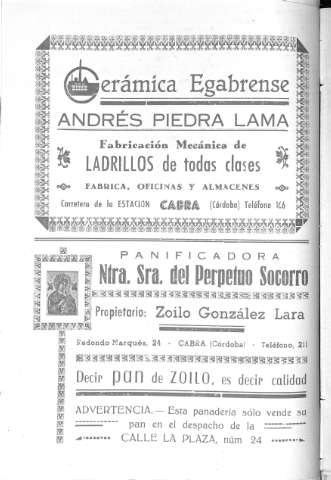 Cerámica Egabrense
ANDRÉS PIEDRA LAMA
Fabricación Mecánica de
LADRILLOS de todas clases
FABRICA, OFICINAS Y ALMACENES
Carretera de la ESTACION CABRA (Córdoba) Teléfono 106
PANIFICADORA
Ntra. Sra. del Perpetuo Socorro
Propietario: Zoilo González Lara
Redondo Marqués, 24 - CABRA (Córdoba) - Teléfono, 211
Decir pan de ZOILO, es decir calidad
ADVERTENCIA.— Esta panadería sólo vende su
pan en el despacho de la
CALLE LA PLAZA, núm 24